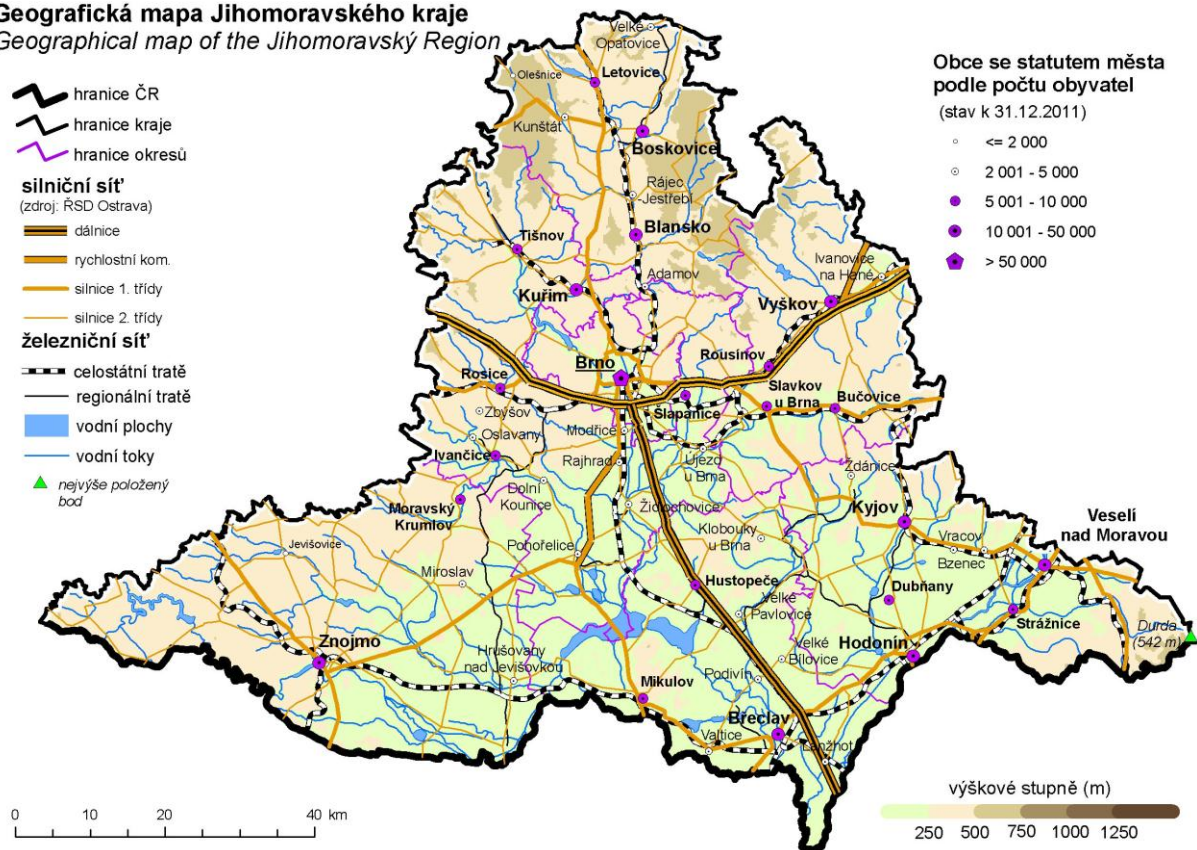 Geografická mapa Jihomoravského kraje
Geographical map of the Jihomoravský Region
hranice ČR
hranice kraje
hranice okresů
silniční síť
(zdroj: ŘSD Ostrava)
dálnice
rychlostní kom.
silnice 1. třídy
silnice 2. třídy
železniční síť
celostátní tratě
regionální tratě
vodní plochy
vodní toky
nejvýše položený
bod
Obce se statutem města
podle počtu obyvatel
(stav k 31.12.2011)
<= 2 000
2 001 - 5 000
5 001 - 10 000
10 001 - 50 000
> 50 000
Velké
Opatovice
Olešnice
Letovice
Kunštát
Boskovice
Rájec
-Jestřebí
Blansko
Tišnov
Adamov
Ivanovice
na Hané
Kuřim
Vyškov
Brno
Rousínov
Rosice
Slavkov
u Brna
Bučovice
Šlapanice
Zbýšov
Oslavany
Modřice
Ivančice
Rajhrad
Újezd
u Brna
Ždánice
Dolní
Kounice
Moravský
Krumlov
Židlochovice
Klobouky
u Brna
Kyjov
Veselí
nad Moravou
Vracov
Bzenec
Jevišovice
Pohořelice
Miroslav
Hustopeče
Dubňany
Velké
Pavlovice
Strážnice
Durda
(542 m)
Znojmo
Hodonín
Velké
Bílovice
Hrušovany
nad Jevišovkou
Podivín
Mikulov
Břeclav
Valtice
Lanžhot
0 10 20 40 km
výškové stupně (m)
250 500 750 1000 1250